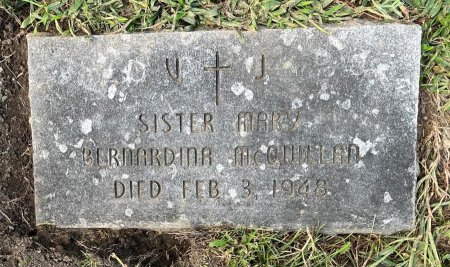 V † J
SISTER MARY
BERNARDINA McQUILLAN
DIED FEB. 3, 1948